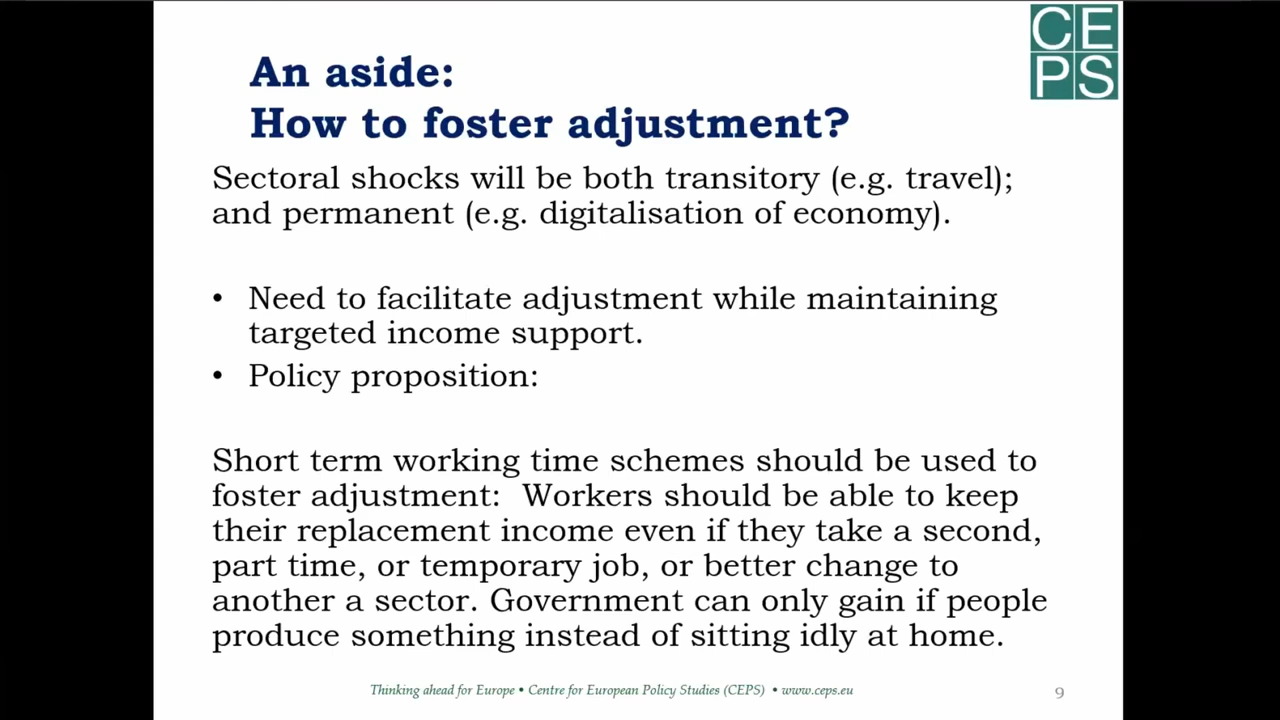 CE
PS
An aside:
How to foster adjustment?
Sectoral shocks will be both transitory (e.g. travel);
and permanent (e.g. digitalisation of economy).
• Need to facilitate adjustment while maintaining
targeted income support.
• Policy proposition:
Short term working time schemes should be used to
foster adjustment:  Workers should be able to keep
their replacement income even if they take a second,
part time, or temporary job, or better change to
another a sector. Government can only gain if people
produce something instead of sitting idly at home.
Thinking ahead for Europe • Centre for European Policy Studies (CEPS) • www.ceps.eu
9